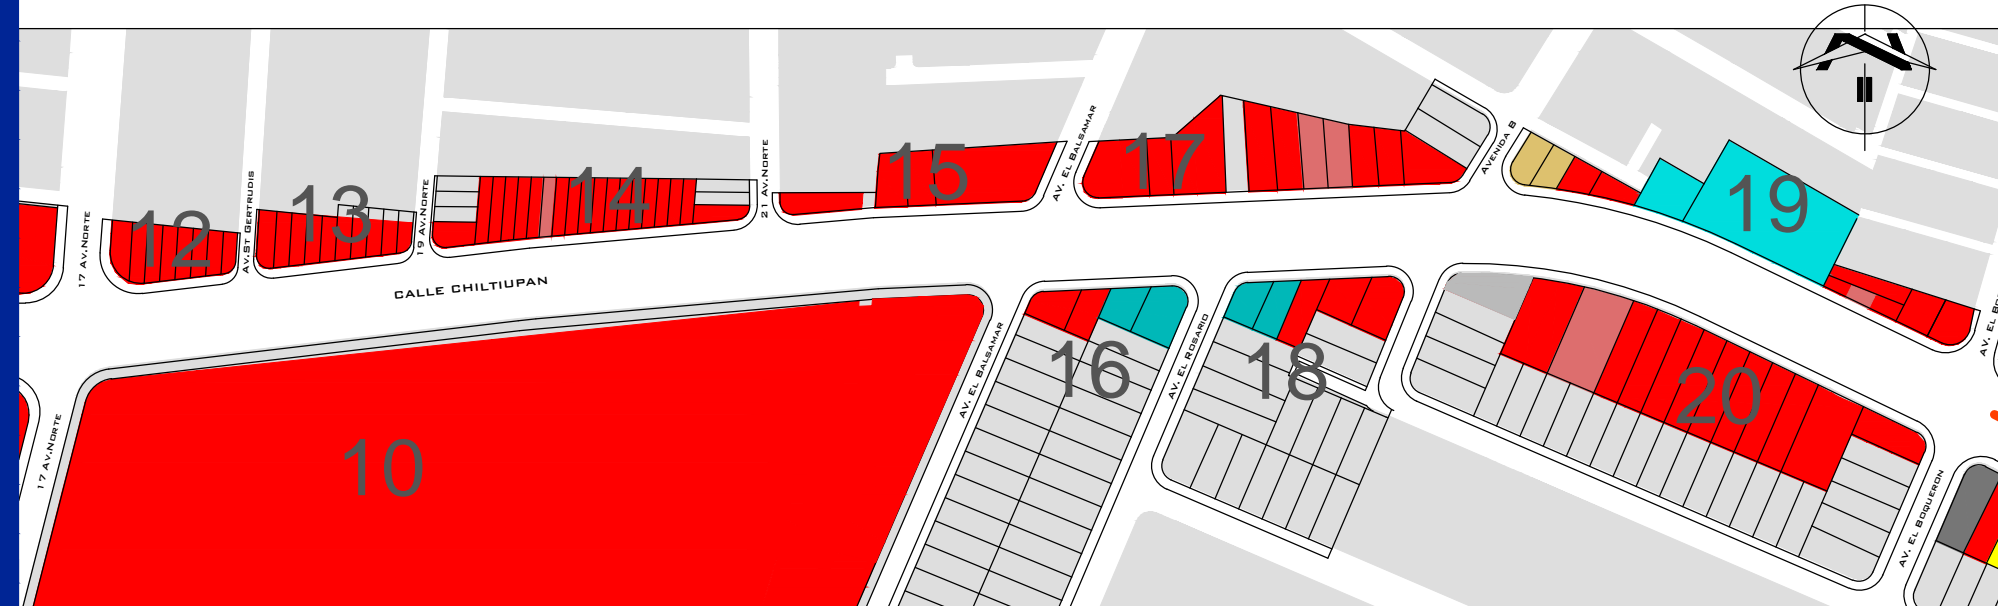 12
13
14
15
17
19
10
16
18
20
17 Av.Norte
Av.St Gertrudis
19 Av.Norte
21 Av.Norte
Av. El Balsamar
Avenida B
Calle Chiltiupan
17 Av.Norte
Av. El Balsamar
Av. El Rosario
Av. El Boqueron